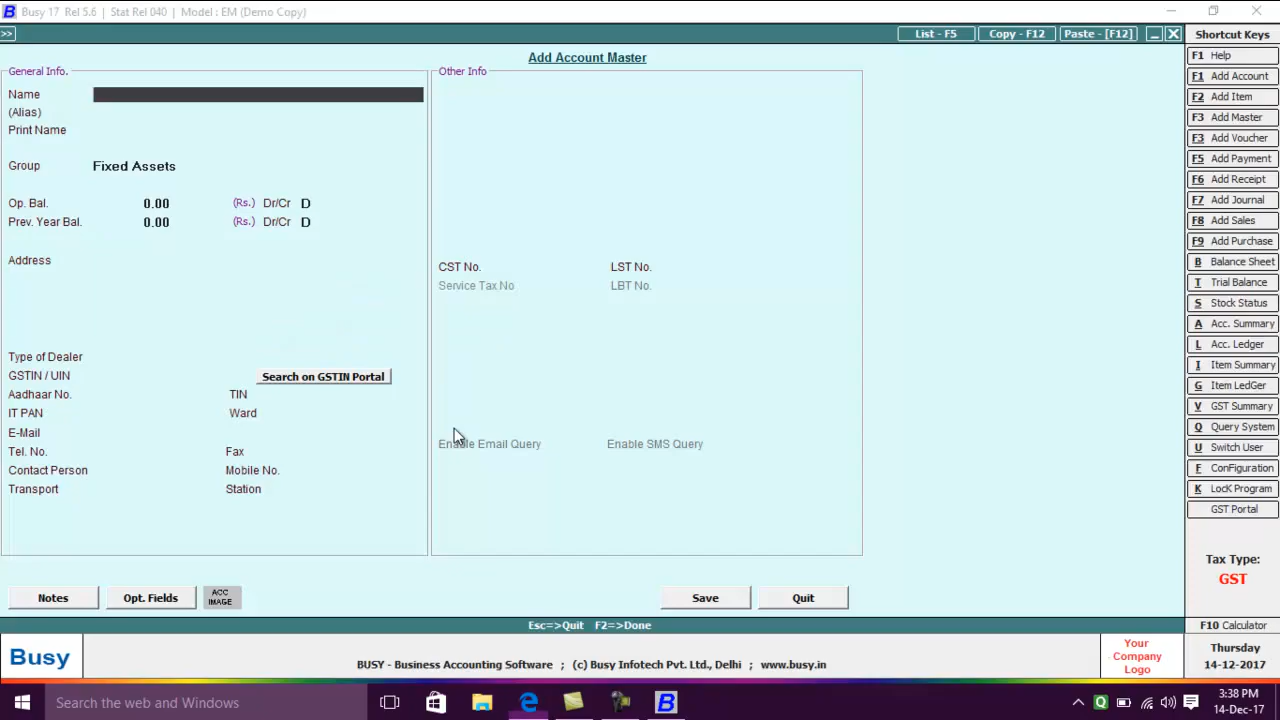 B Busy 17 Rel 5.6 | Stat Rel 040 | Model : EM (Demo Copy)
>> List - F5 Copy - F12 Paste - [F12] Shortcut Keys
Add Account Master
General Info. Other Info
Name
(Alias)
Print Name
Group Fixed Assets
Op. Bal. 0.00 (Rs.) Dr/Cr D
Prev. Year Bal. 0.00 (Rs.) Dr/Cr D
Address
CST No. LST No.
Service Tax No LBT No.
Type of Dealer
GSTIN / UIN Search on GSTIN Portal
Aadhaar No. TIN
IT PAN Ward
E-Mail
Enable Email Query Enable SMS Query
Tel. No. Fax
Contact Person Mobile No.
Transport Station
Notes Opt. Fields ACC IMAGE Save Quit
Esc=>Quit F2=>Done
F1 Help
F1 Add Account
F2 Add Item
F3 Add Master
F3 Add Voucher
F5 Add Payment
F6 Add Receipt
F7 Add Journal
F8 Add Sales
F9 Add Purchase
B Balance Sheet
T Trial Balance
S Stock Status
A Acc. Summary
L Acc. Ledger
I Item Summary
G Item LedGer
V GST Summary
Q Query System
U Switch User
F ConFiguration
K LocK Program
GST Portal
Tax Type:
GST
F10 Calculator
Busy
BUSY - Business Accounting Software ; (c) Busy Infotech Pvt. Ltd., Delhi ; www.busy.in
Your
Company
Logo
Thursday
14-12-2017
Search the web and Windows
3:38 PM
14-Dec-17